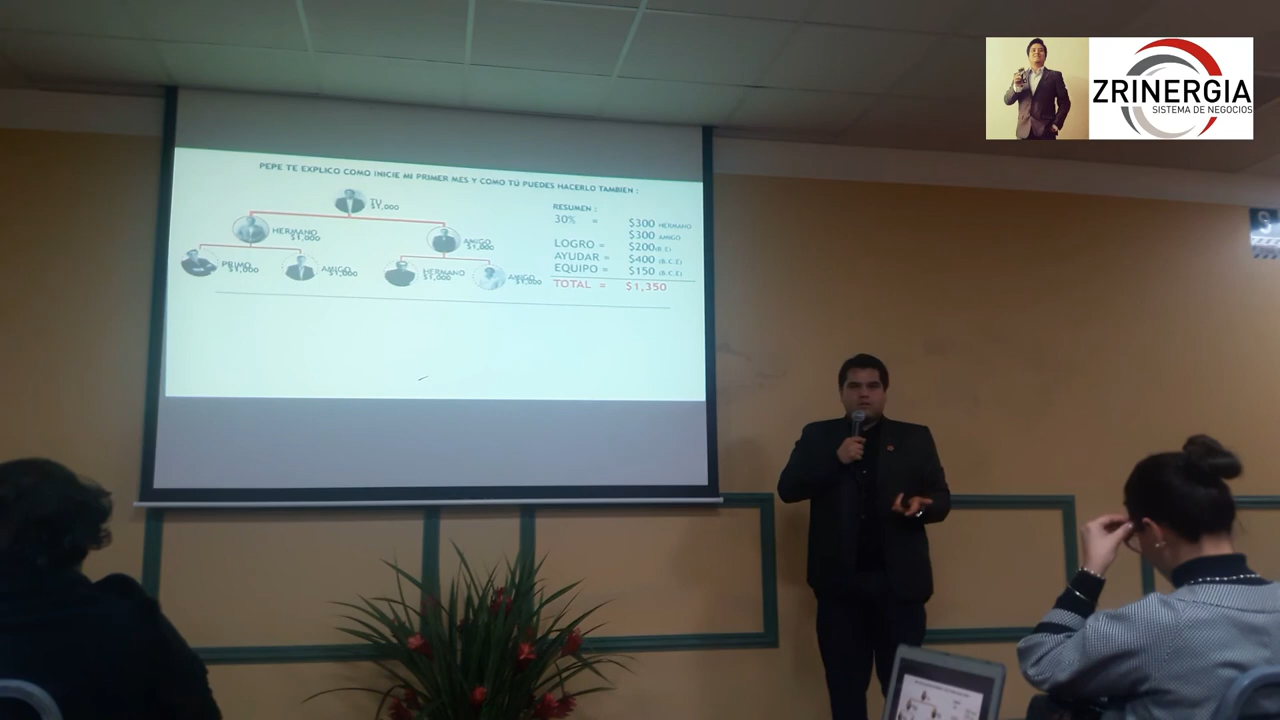 ZRINERGIA
SISTEMA DE NEGOCIOS
PEPE TE EXPLICO COMO INICIE MI PRIMER MES Y COMO TÚ PUEDES HACERLO TAMBIEN :
TU
$1,000
HERMANO
$1,000
AMIGO
$1,000
PRIMO
$1,000
AMIGO
$1,000
HERMANO
$1,000
AMIGO
$1,000
RESUMEN :
30% = $300 HERMANO
$300 AMIGO
LOGRO = $200 (B.E)
AYUDAR = $400 (B.C.E)
EQUIPO = $150 (B.C.E)
TOTAL = $1,350